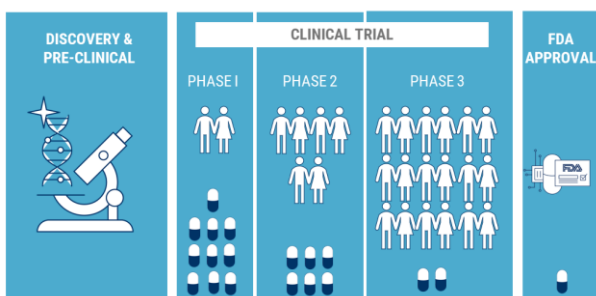 DISCOVERY &
PRE-CLINICAL
CLINICAL TRIAL
PHASE I
PHASE 2
PHASE 3
FDA
APPROVAL
FDA